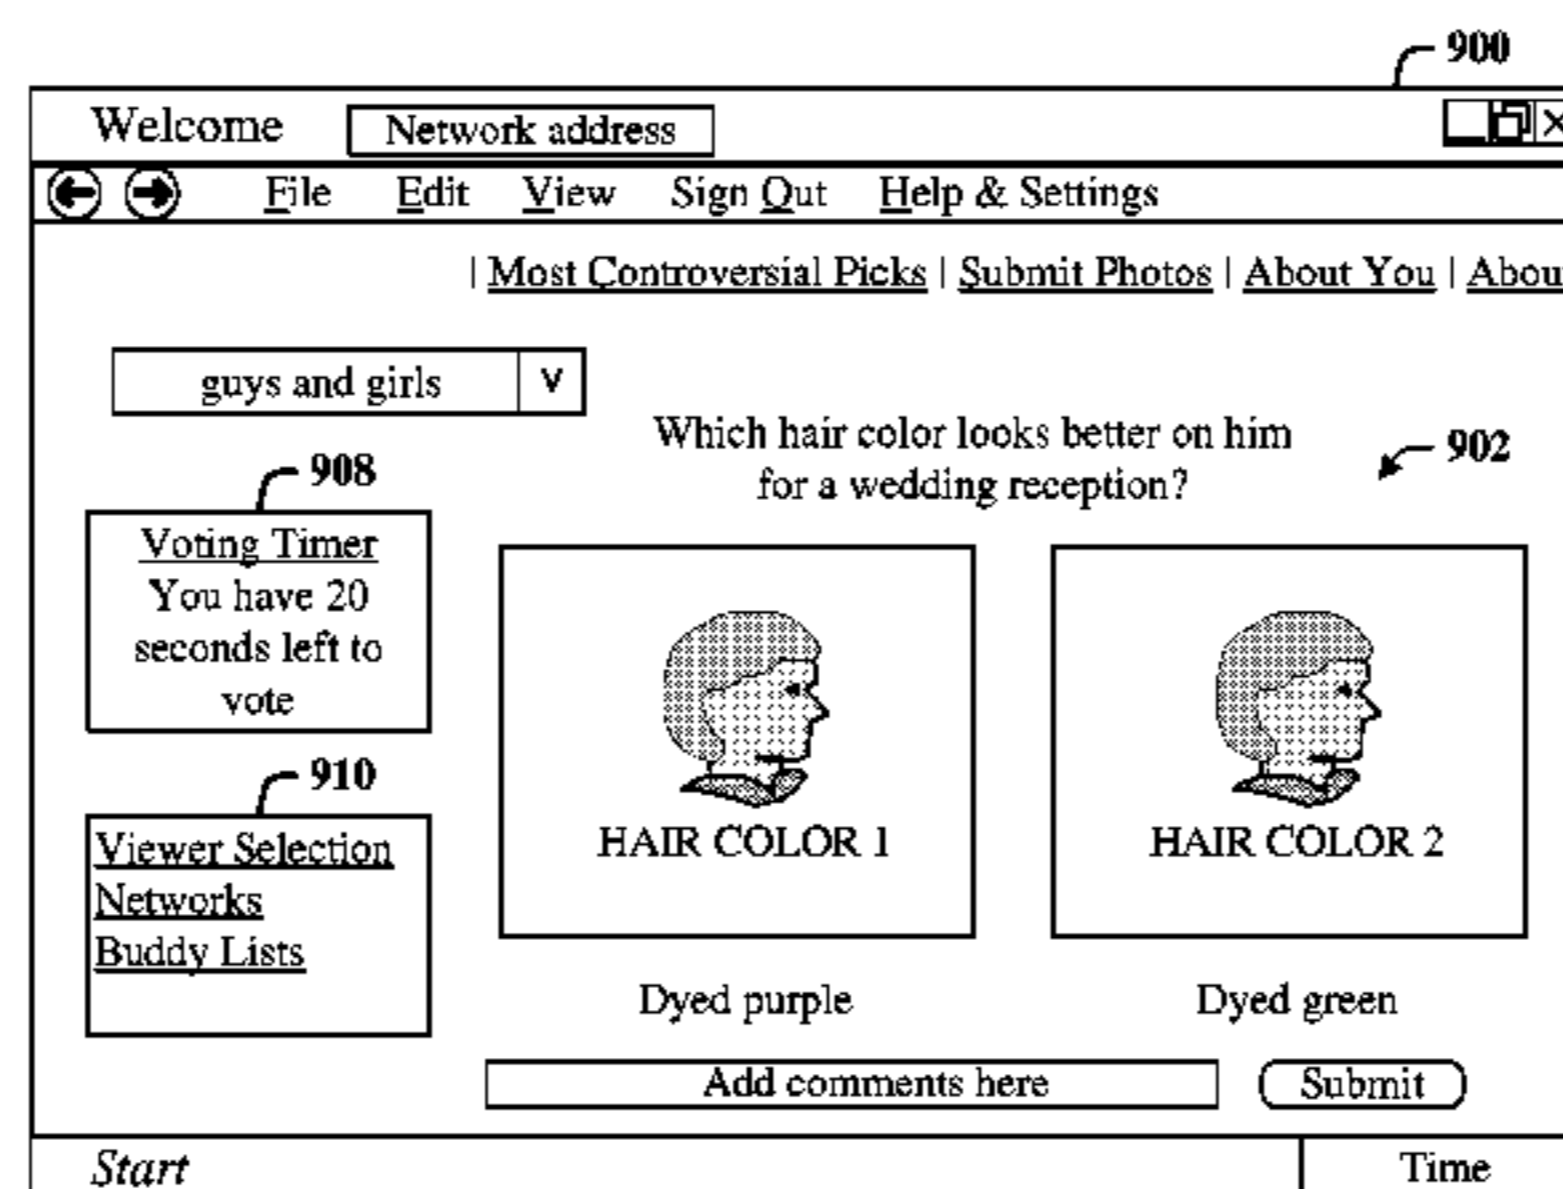 900
Welcome Network address
File Edit View Sign Out Help & Settings
| Most Controversial Picks | Submit Photos | About You | Abou
guys and girls V
Which hair color looks better on him
for a wedding reception?
902
908
Voting Timer
You have 20
seconds left to
vote
910
Viewer Selection
Networks
Buddy Lists
HAIR COLOR 1
HAIR COLOR 2
Dyed purple
Dyed green
Add comments here
Submit
Start
Time